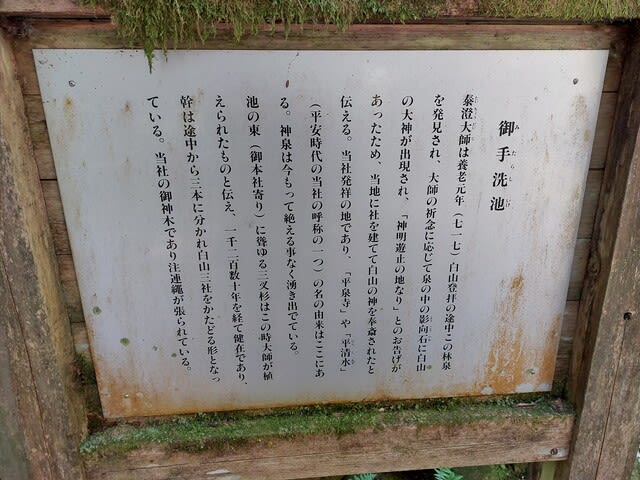 御手洗池
みたらしいけ
泰澄大師は養老元年（七一七）白山登拝の途中この林泉
を発見され、大師の祈念に応じて泉の中の影向石に白山
の大神が出現され、「神明遊止の地なり」とのお告げが
あったため、当地に社を建てて白山の神を奉斎されたと
伝える。当社発祥の地であり、「平泉寺」や「平清水」
（平安時代の当社の呼称の一つ）の名の由来はここにあ
る。神泉は今もって絶える事なく湧き出でている。
池の東（御本社寄り）に聳ゆる三叉杉はこの時大師が植
えられたものと伝え、一千二百数十年を経て健在であり、
幹は途中から三本に分かれ白山三社をかたどる形となっ
ている。当社の御神木であり注連縄が張られている。